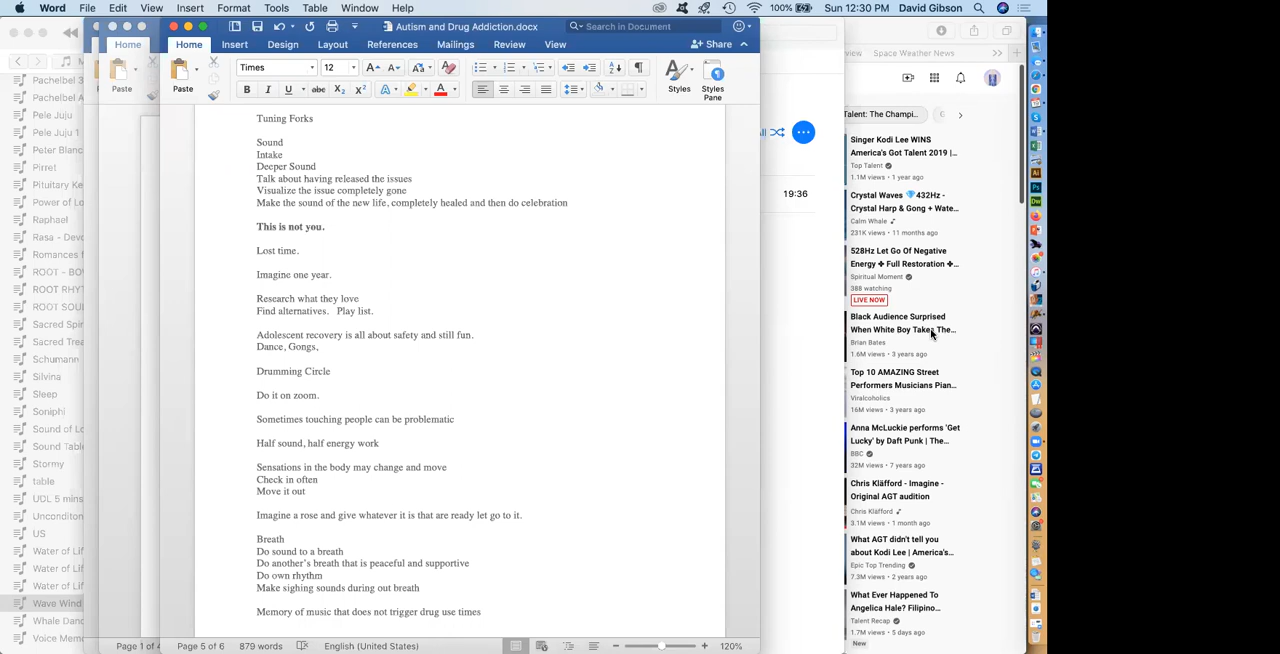 Word File Edit View Insert Format Tools Table Window Help
100% Sun 12:30 PM David Gibson
Home
Paste
Autism and Drug Addiction.docx
Search in Document
Home Insert Design Layout References Mailings Review View Share
Paste
Times 12
Styles
Styles Pane
Pachelbel 3
Pachelbel A
Pele Juju
Pele Juju 1
Peter Blanc
Pirret
Pituitary Ke
Power of Lo
Raphael
Rasa - Devo
Romances f
ROOT - BOW
ROOT RHYT
ROOT SOUL
Sacred Spir
Sacred Trea
Schumann
Silvina
Sleep
Soniphi
Sound of Lo
Sound Table
Stormy
table
UDL 5 mins
Unconditon
US
Water of Lif
Water of Life
Water of Life
Wave Wind
Whale Danc
Voice Memo
Tuning Forks
Sound
Intake
Deeper Sound
Talk about having released the issues
Visualize the issue completely gone
Make the sound of the new life, completely healed and then do celebration
This is not you.
Lost time.
Imagine one year.
Research what they love
Find alternatives. Play list.
Adolescent recovery is all about safety and still fun.
Dance, Gongs,
Drumming Circle
Do it on zoom.
Sometimes touching people can be problematic
Half sound, half energy work
Sensations in the body may change and move
Check in often
Move it out
Imagine a rose and give whatever it is that are ready let go to it.
Breath
Do sound to a breath
Do another's breath that is peaceful and supportive
Do own rhythm
Make sighing sounds during out breath
Memory of music that does not trigger drug use times
Page 1 of 4
Page 5 of 6 879 words English (United States) 120%
19:36
Space Weather News
Talent: The Champi...
Singer Kodi Lee WINS
America's Got Talent 2019 |...
Top Talent
1.1M views • 1 year ago
Crystal Waves 💎432Hz -
Crystal Harp & Gong + Wate...
Calm Whale
231K views • 11 months ago
528Hz Let Go Of Negative
Energy ✤ Full Restoration ✤...
Spiritual Moment
388 watching
LIVE NOW
Black Audience Surprised
When White Boy Takes The...
Brian Bates
1.6M views • 3 years ago
Top 10 AMAZING Street
Performers Musicians Pian...
Viralcoholics
16M views • 3 years ago
Anna McLuckie performs 'Get
Lucky' by Daft Punk | The...
BBC
32M views • 7 years ago
Chris Kläfford - Imagine -
Original AGT audition
Chris Kläfford
3.1M views • 1 month ago
What AGT didn't tell you
about Kodi Lee | America's...
Epic Top Trending
7.3M views • 2 years ago
What Ever Happened To
Angelica Hale? Filipino...
Talent Recap
1.7M views • 5 days ago
New